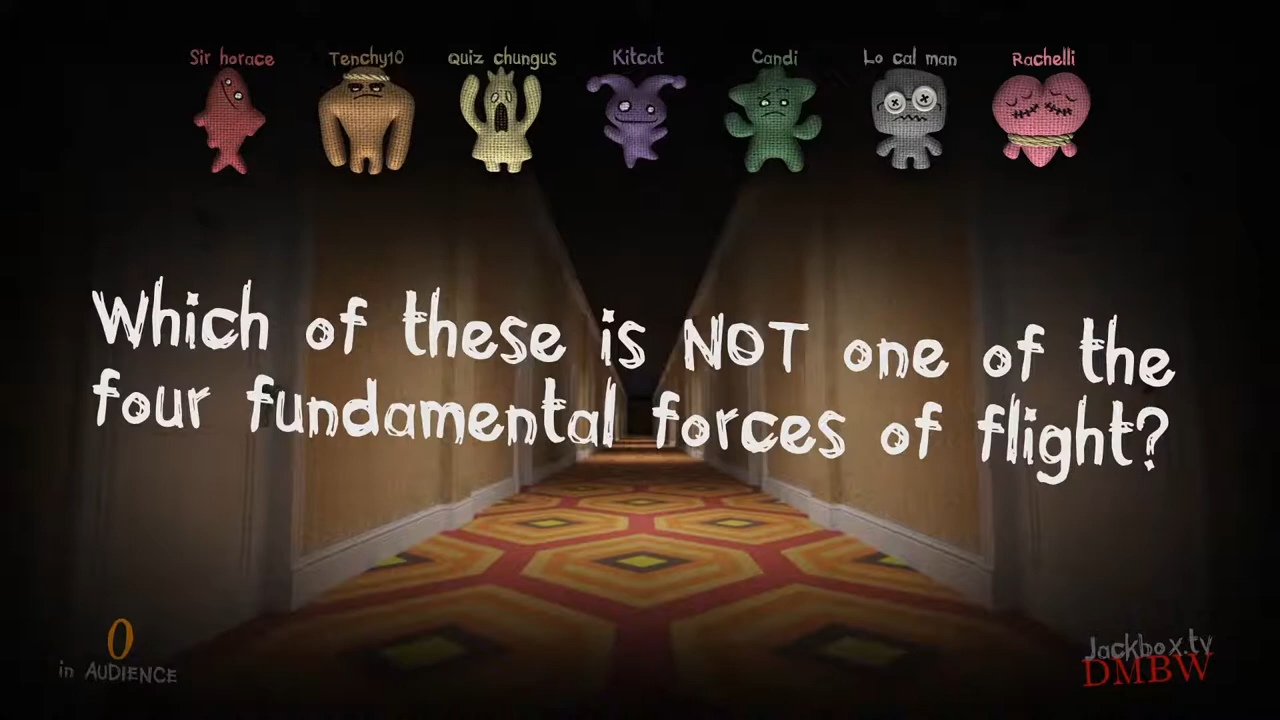 Sir horace
Tenchy10
Quiz chungus
Kitcat
Candi
Lo cal man
Rachelli
Which of these is NOT one of the
four fundamental forces of flight?
0
in AUDIENCE
Jackbox.tv
DMBW